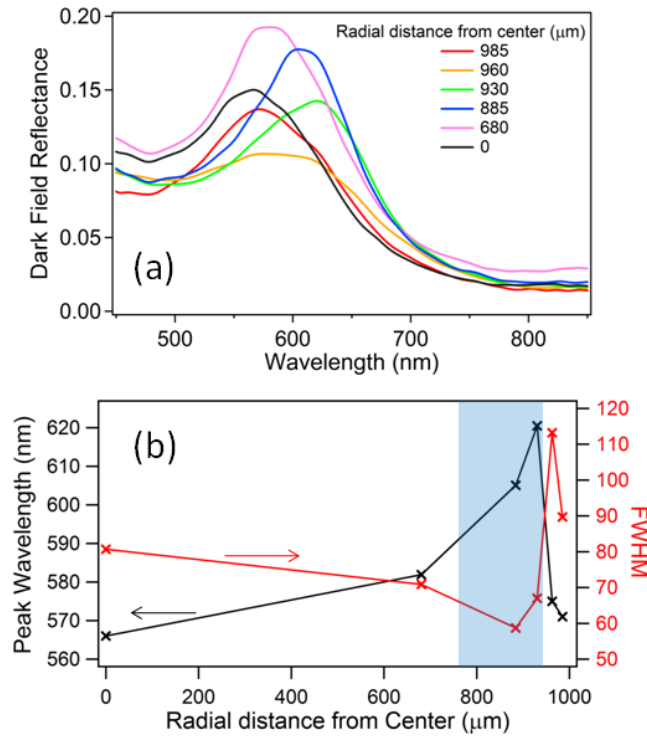 0.20
0.15
0.10
0.05
0.00
Dark Field Reflectance
Radial distance from center (μm)
985
960
930
885
680
0
(a)
500 600 700 800
Wavelength (nm)
(b)
620
610
600
590
580
570
560
Peak Wavelength (nm)
120
110
100
90
80
70
60
50
FWHM
0 200 400 600 800 1000
Radial distance from Center (μm)